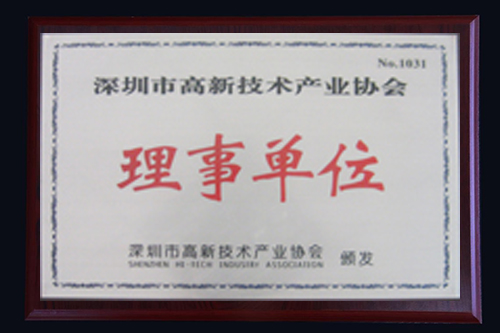 No.1031
深圳市高新技术产业协会
理事单位
深圳市高新技术产业协会 颁发
SHENZHEN HI-TECH INDUSTRY ASSOCIATION